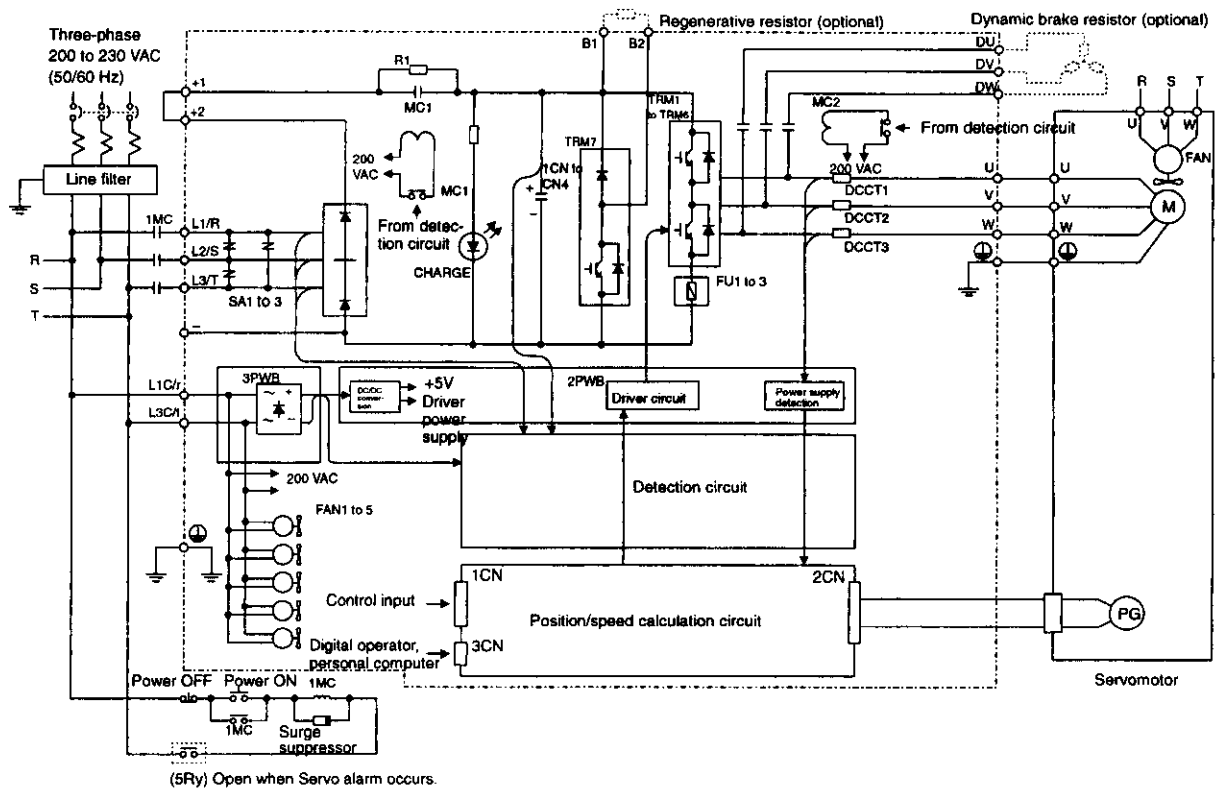 Regenerative resistor (optional)
Dynamic brake resistor (optional)
Three-phase
200 to 230 VAC
(50/60 Hz)
B1
B2
DU
DV
DW
R1
MC1
+1
+2
TRM1
to TRM6
MC2
From detection circuit
R
S
T
U
V
W
FAN
TRM7
200
VAC
MC1
1CN to
CN4
+
−
200 VAC
Line filter
From detec-
tion circuit
CHARGE
DCCT1
DCCT2
DCCT3
U
V
W
U
V
W
M
1MC
L1/R
L2/S
L3/T
R
S
T
SA1 to 3
FU1 to 3
−
3PWB
L1C/r
L3C/t
~
+
~
−
DC/DC
conver-
sion
+5V
Driver
power
supply
2PWB
Driver circuit
Power supply
detection
200 VAC
Detection circuit
FAN1 to 5
1CN
2CN
Control input
Position/speed calculation circuit
PG
Digital operator,
personal computer
3CN
Power OFF
Power ON
1MC
Servomotor
1MC
Surge
suppressor
(5Ry) Open when Servo alarm occurs.